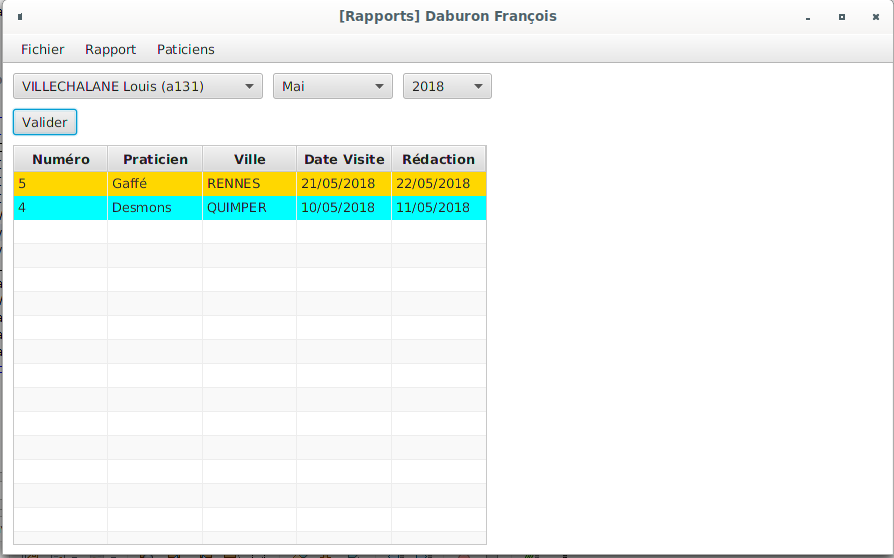 [Rapports] Daburon François
Fichier Rapport Paticiens
VILLECHALANE Louis (a131) Mai 2018
Valider
Numéro Praticien Ville Date Visite Rédaction
5 Gaffé RENNES 21/05/2018 22/05/2018
4 Desmons QUIMPER 10/05/2018 11/05/2018